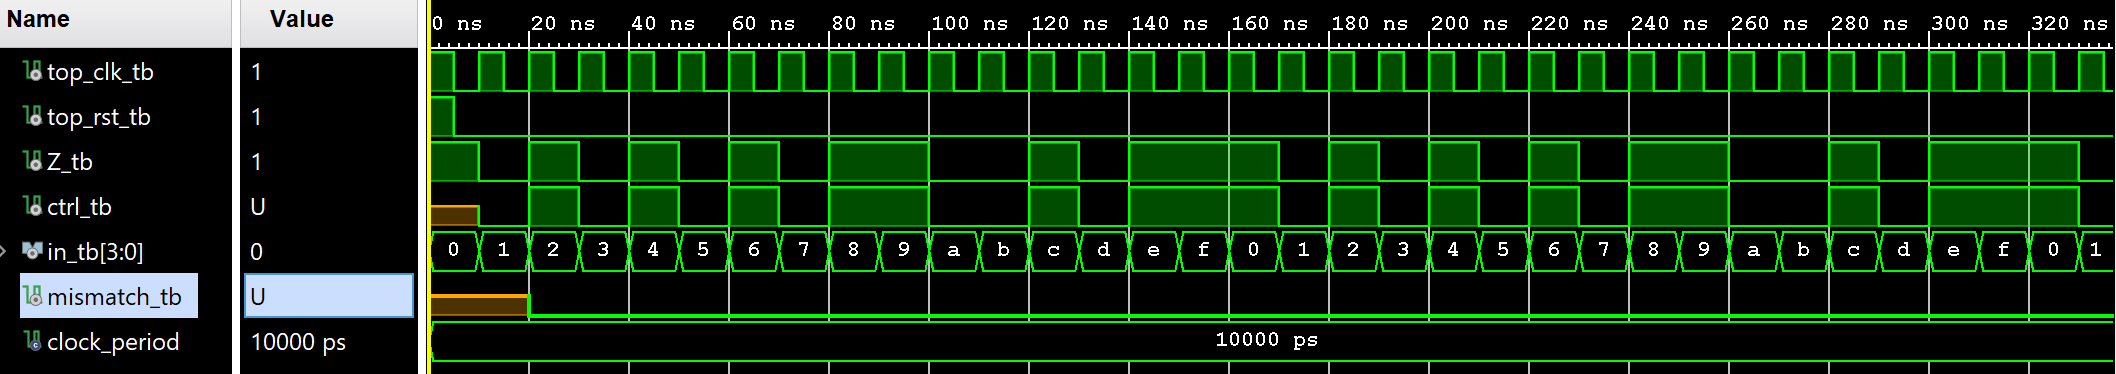 Name Value 0 ns 20 ns 40 ns 60 ns 80 ns 100 ns 120 ns 140 ns 160 ns 180 ns 200 ns 220 ns 240 ns 260 ns 280 ns 300 ns 320 ns
top_clk_tb 1
top_rst_tb 1
Z_tb 1
ctrl_tb U
in_tb[3:0] 0 0 1 2 3 4 5 6 7 8 9 a b c d e f 0 1 2 3 4 5 6 7 8 9 a b c d e f 0 1
mismatch_tb U
clock_period 10000 ps 10000 ps